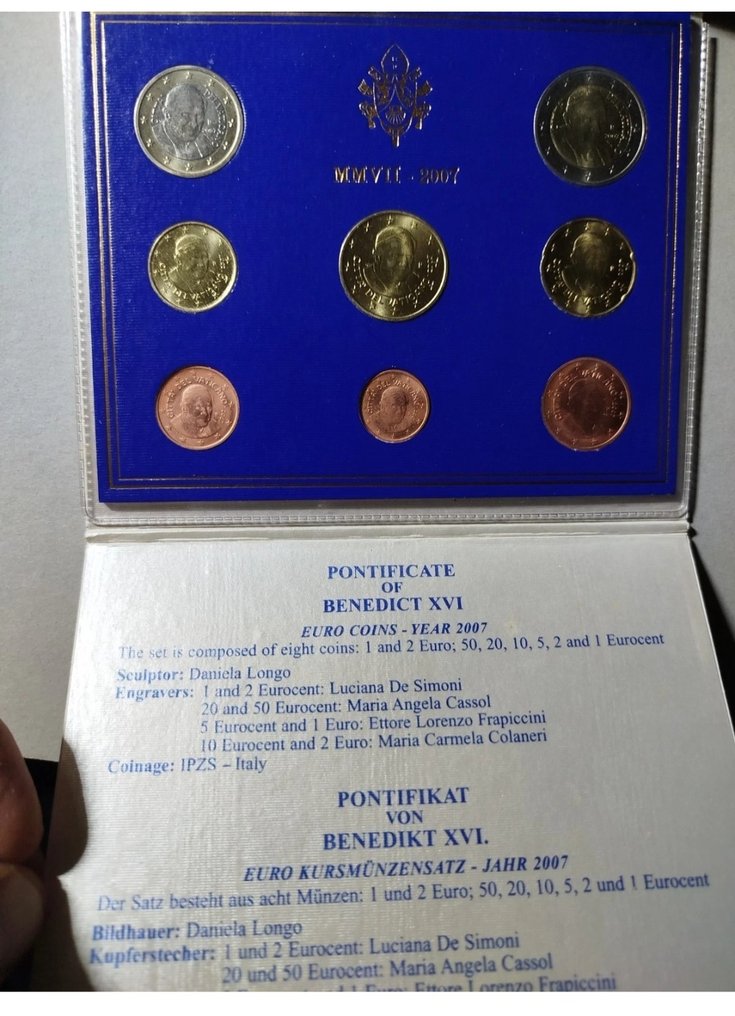 MMVII - 2007
PONTIFICATE
OF
BENEDICT XVI
EURO COINS - YEAR 2007
The set is composed of eight coins: 1 and 2 Euro; 50, 20, 10, 5, 2 and 1 Eurocent
Sculptor: Daniela Longo
Engravers: 1 and 2 Eurocent: Luciana De Simoni
20 and 50 Eurocent: Maria Angela Cassol
5 Eurocent and 1 Euro: Ettore Lorenzo Frapiccini
10 Eurocent and 2 Euro: Maria Carmela Colaneri
Coinage: IPZS – Italy
PONTIFIKAT
VON
BENEDIKT XVI.
EURO KURSMÜNZENSATZ - JAHR 2007
Der Satz besteht aus acht Münzen: 1 und 2 Euro; 50, 20, 10, 5, 2 und 1 Eurocent
Bildhauer: Daniela Longo
Kupferstecher: 1 und 2 Eurocent: Luciana De Simoni
20 und 50 Eurocent: Maria Angela Cassol
Ettore Lorenzo Frapiccini